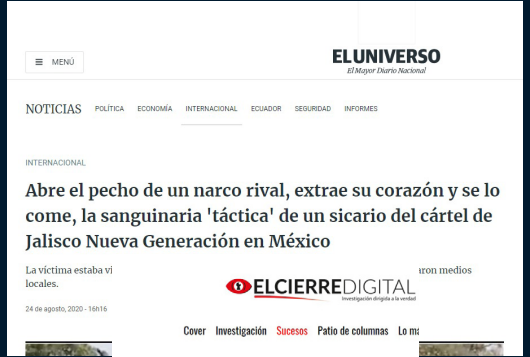 MENÚ
ELUNIVERSO
El Mayor Diario Nacional
NOTICIAS POLÍTICA ECONOMÍA INTERNACIONAL ECUADOR SEGURIDAD INFORMES
INTERNACIONAL
Abre el pecho de un narco rival, extrae su corazón y se lo
come, la sanguinaria 'táctica' de un sicario del cártel de
Jalisco Nueva Generación en México
La víctima estaba medios
locales.
ELCIERREDIGITAL
Investigación dirigida a la verdad
24 de agosto, 2020 - 16h16
Cover Investigación Sucesos Patio de columnas Lo